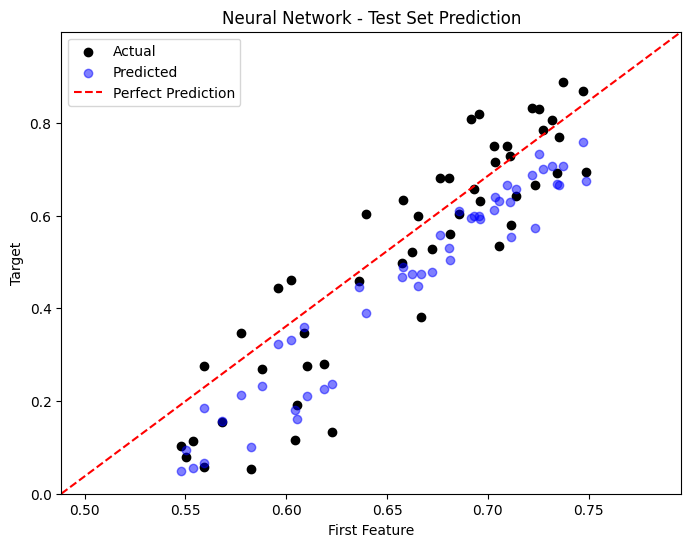 Neural Network - Test Set Prediction
Actual
Predicted
Perfect Prediction
Target
0.8
0.6
0.4
0.2
0.0
0.50 0.55 0.60 0.65 0.70 0.75
First Feature